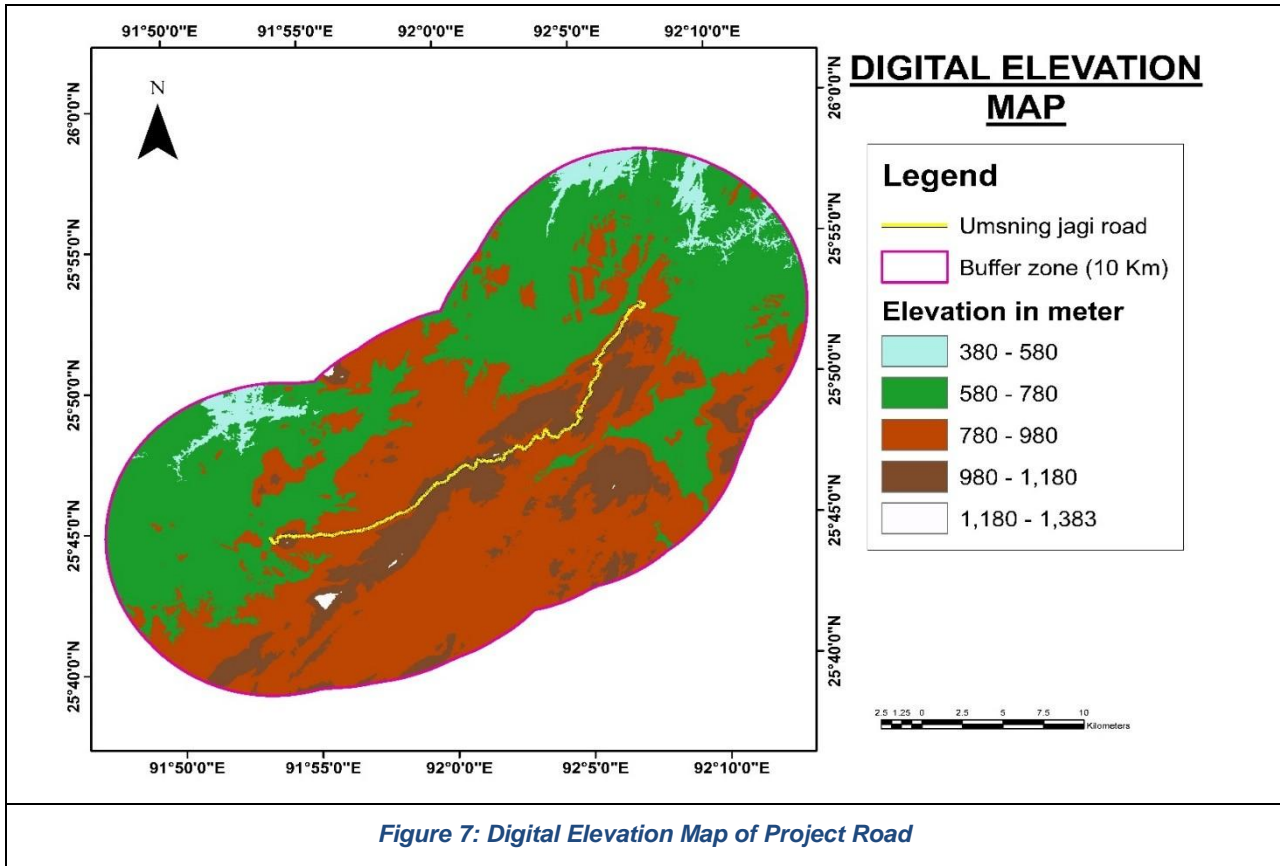 91°50'0"E 91°55'0"E 92°0'0"E 92°5'0"E 92°10'0"E
DIGITAL ELEVATION
MAP
N
26°0'0"N
26°0'0"N
25°55'0"N
25°55'0"N
25°50'0"N
25°50'0"N
25°45'0"N
25°45'0"N
25°40'0"N
25°40'0"N
Legend
Umsning jagi road
Buffer zone (10 Km)
Elevation in meter
380 - 580
580 - 780
780 - 980
980 - 1,180
1,180 - 1,383
2.5 1.25 0 2.5 5 7.5 10
Kilometers
91°50'0"E 91°55'0"E 92°0'0"E 92°5'0"E 92°10'0"E
Figure 7: Digital Elevation Map of Project Road